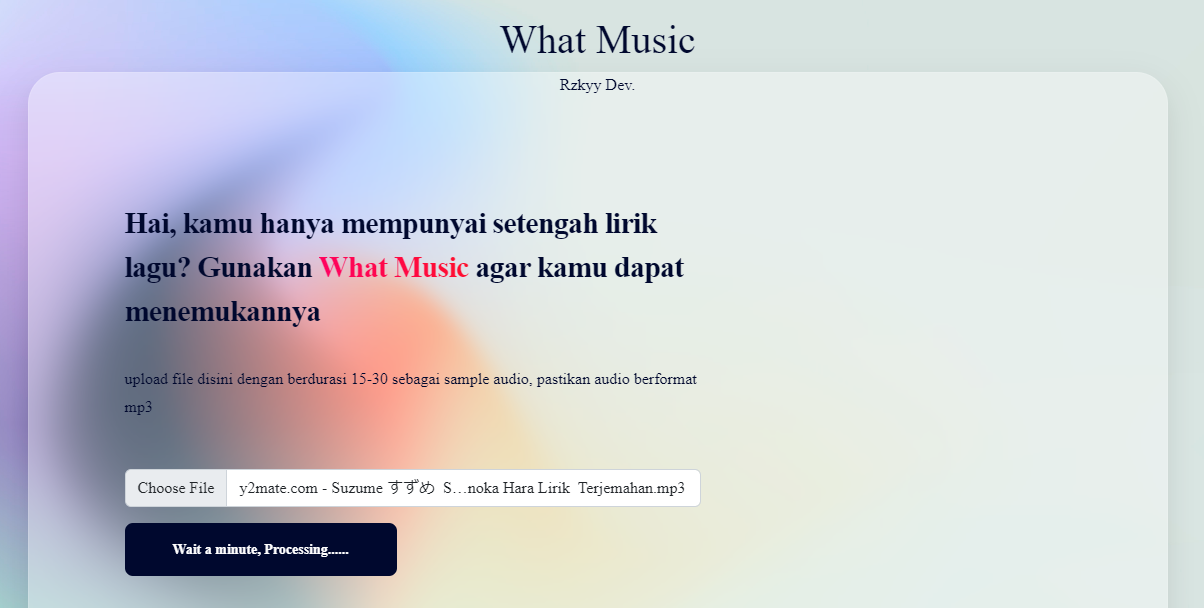 What Music
Rzkyy Dev.
Hai, kamu hanya mempunyai setengah lirik
lagu? Gunakan What Music agar kamu dapat
menemukannya
upload file disini dengan berdurasi 15-30 sebagai sample audio, pastikan audio berformat
mp3
Choose File y2mate.com - Suzume すずめ S…noka Hara Lirik Terjemahan.mp3
Wait a minute, Processing......